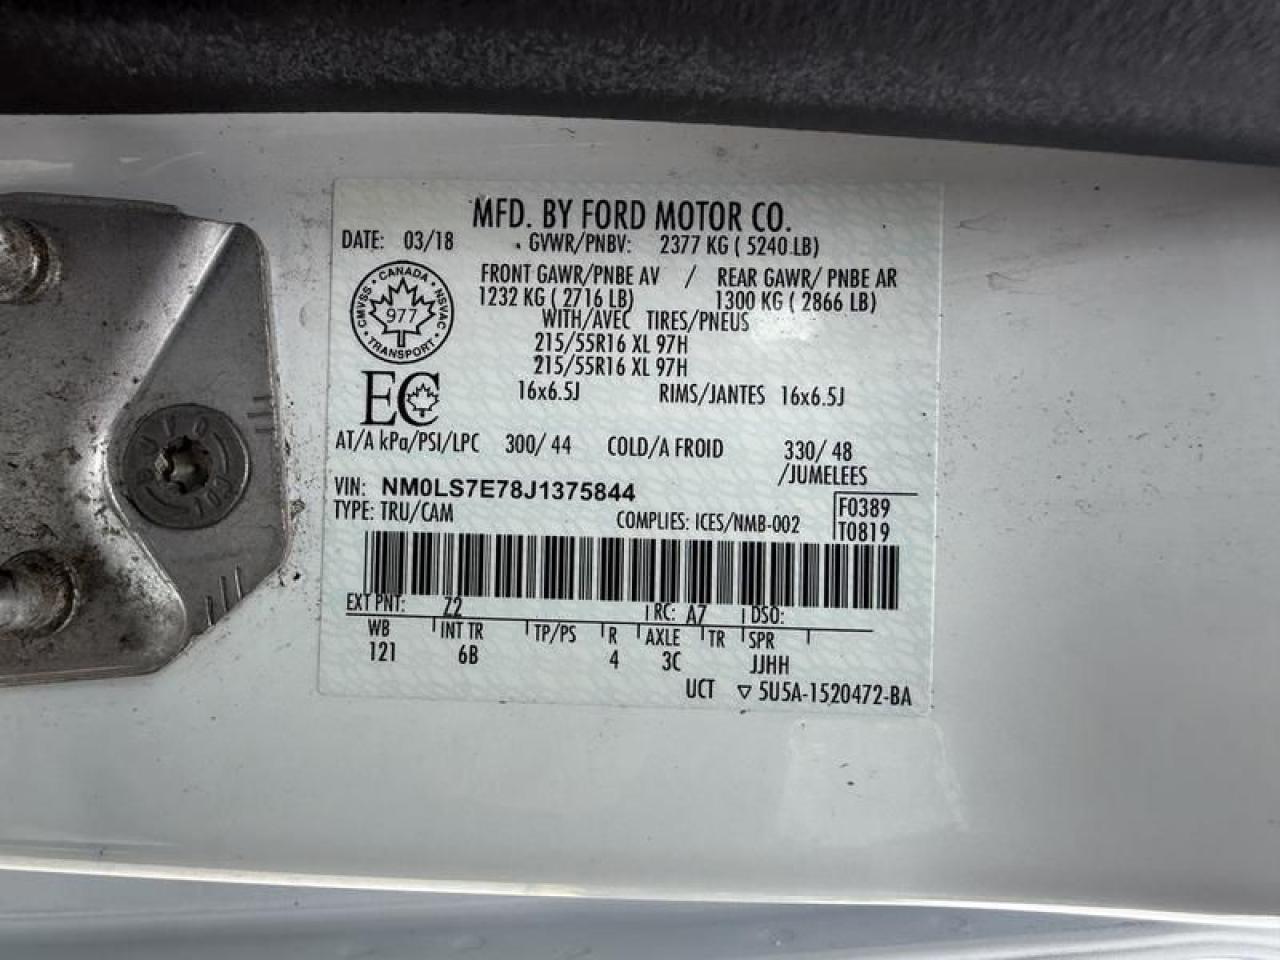 MFD. BY FORD MOTOR CO.
DATE: 03/18 GVWR/PNBV: 2377 KG ( 5240 LB)
FRONT GAWR/PNBE AV / REAR GAWR/ PNBE AR
1232 KG ( 2716 LB) 1300 KG ( 2866 LB)
WITH/AVEC TIRES/PNEUS
215/55R16 XL 97H
215/55R16 XL 97H
16x6.5J RIMS/JANTES 16x6.5J
CANADA
CMVSS NSVAC
977
TRANSPORT
EC
AT/A kPa/PSI/LPC 300/ 44 COLD/A FROID 330/ 48
/JUMELEES
VIN: NM0LS7E78J1375844 F0389
TYPE: TRU/CAM COMPLIES: ICES/NMB-002 T0819
EXT PNT: Z2 RC: A7 DSO:
WB INT TR TP/PS R AXLE TR SPR
121 6B 4 3C JJHH
UCT ▽ 5U5A-1520472-BA